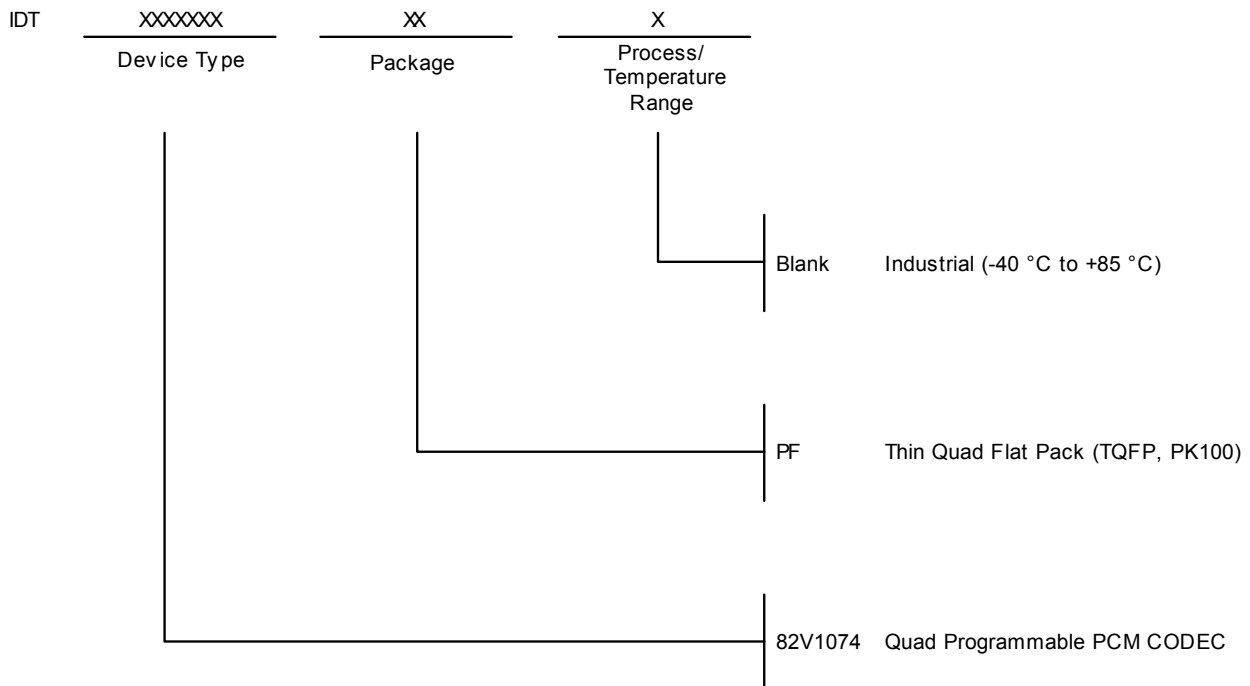 IDT XXXXXXX XX X
Device Type Package Process/
Temperature
Range
Blank Industrial (-40 °C to +85 °C)
PF Thin Quad Flat Pack (TQFP, PK100)
82V1074 Quad Programmable PCM CODEC